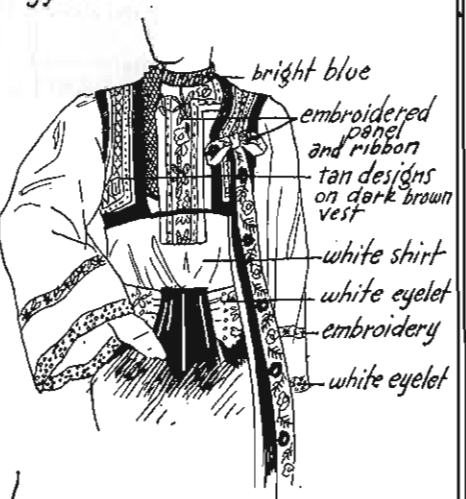 bright blue
embroidered
panel
and ribbon
tan designs
on dark brown
vest
white shirt
white eyelet
embroidery
white eyelet